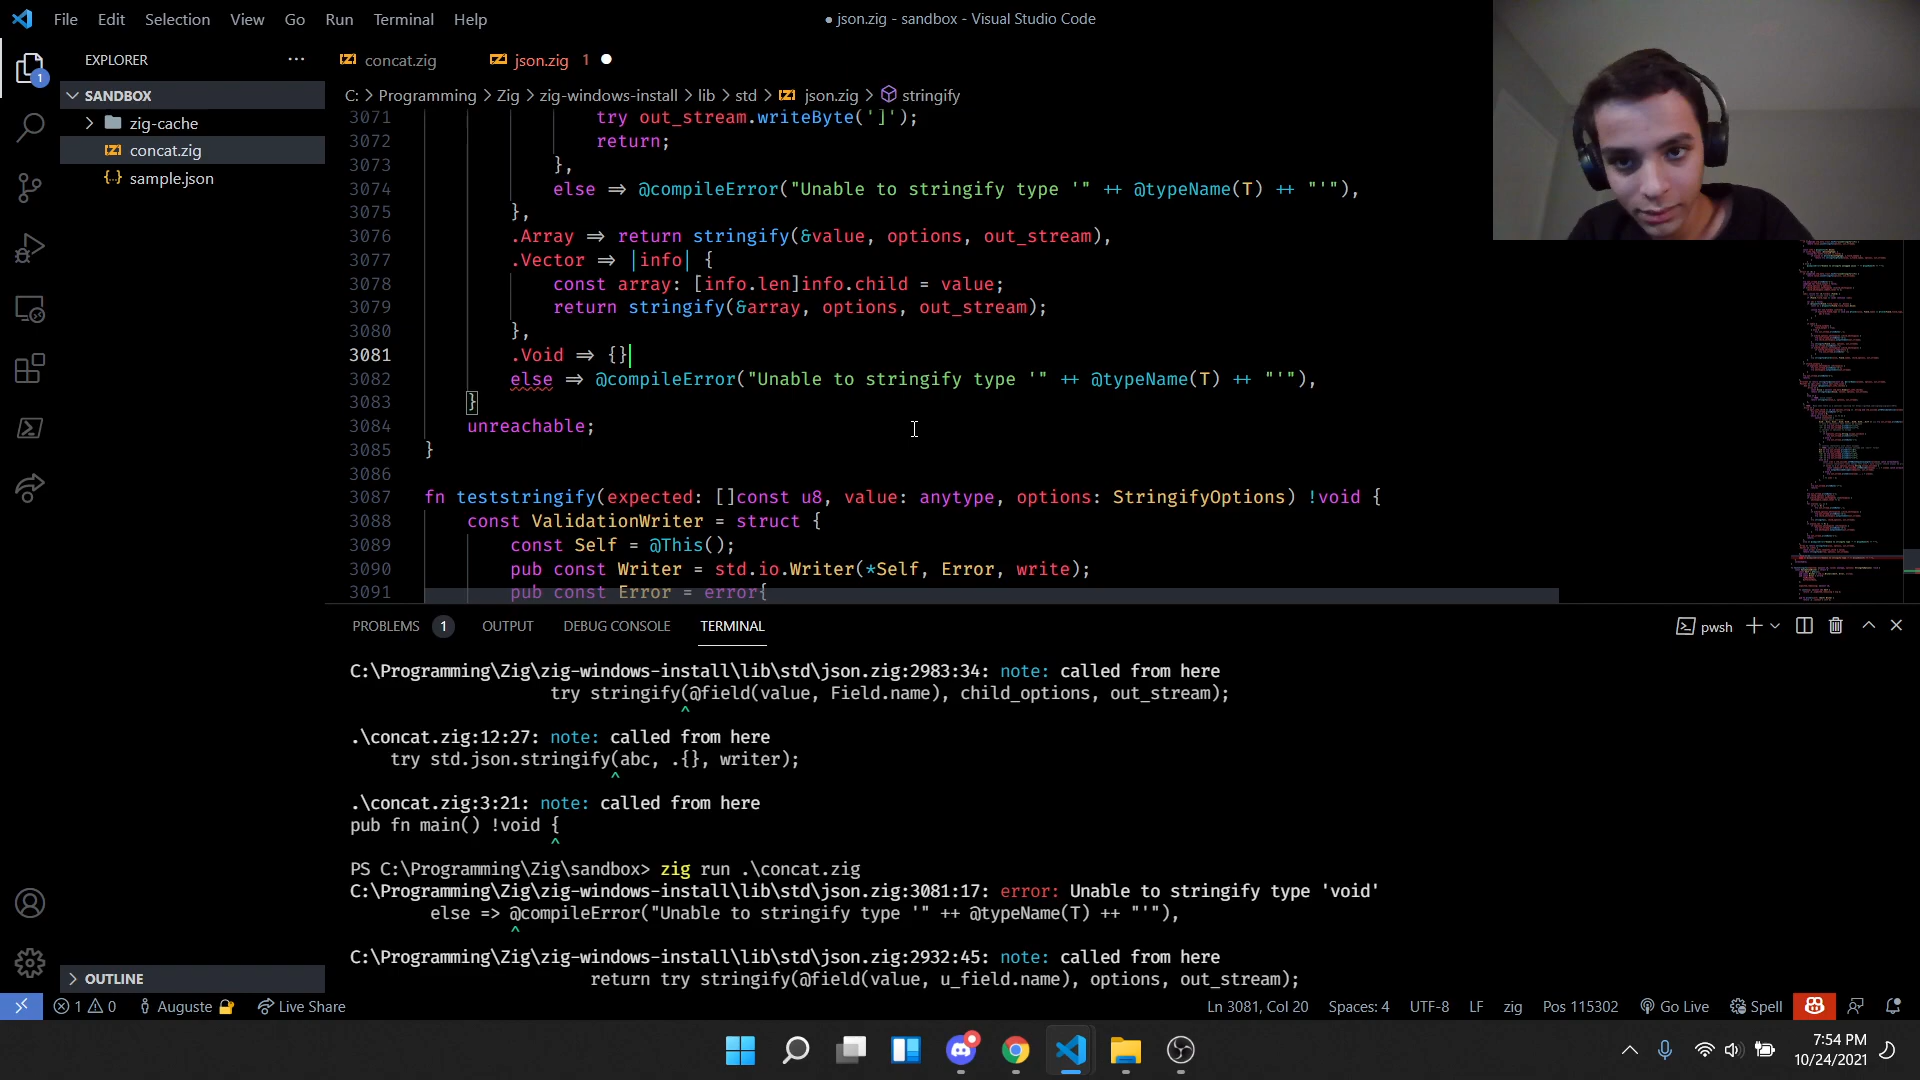 File Edit Selection View Go Run Terminal Help
● json.zig - sandbox - Visual Studio Code
EXPLORER
SANDBOX
zig-cache
concat.zig
sample.json
OUTLINE
concat.zig
json.zig 1
C: > Programming > Zig > zig-windows-install > lib > std > json.zig > stringify
3071 try out_stream.writeByte(']');
3072 return;
3073 },
3074 else => @compileError("Unable to stringify type '" ++ @typeName(T) ++ "'"),
3075 },
3076 .Array => return stringify(&value, options, out_stream),
3077 .Vector => |info| {
3078 const array: [info.len]info.child = value;
3079 return stringify(&array, options, out_stream);
3080 },
3081 .Void => {}
3082 else => @compileError("Unable to stringify type '" ++ @typeName(T) ++ "'"),
3083 }
3084 unreachable;
3085 }
3086
3087 fn teststringify(expected: []const u8, value: anytype, options: StringifyOptions) !void {
3088 const ValidationWriter = struct {
3089 const Self = @This();
3090 pub const Writer = std.io.Writer(*Self, Error, write);
3091 pub const Error = error{
PROBLEMS 1 OUTPUT DEBUG CONSOLE TERMINAL
pwsh
C:\Programming\Zig\zig-windows-install\lib\std\json.zig:2983:34: note: called from here
try stringify(@field(value, Field.name), child_options, out_stream);
^
.\concat.zig:12:27: note: called from here
try std.json.stringify(abc, .{}, writer);
^
.\concat.zig:3:21: note: called from here
pub fn main() !void {
^
PS C:\Programming\Zig\sandbox> zig run .\concat.zig
C:\Programming\Zig\zig-windows-install\lib\std\json.zig:3081:17: error: Unable to stringify type 'void'
else => @compileError("Unable to stringify type '" ++ @typeName(T) ++ "'"),
^
C:\Programming\Zig\zig-windows-install\lib\std\json.zig:2932:45: note: called from here
return try stringify(@field(value, u_field.name), options, out_stream);
1 0 Auguste Live Share
Ln 3081, Col 20 Spaces: 4 UTF-8 LF zig Pos 115302 Go Live Spell
7:54 PM
10/24/2021